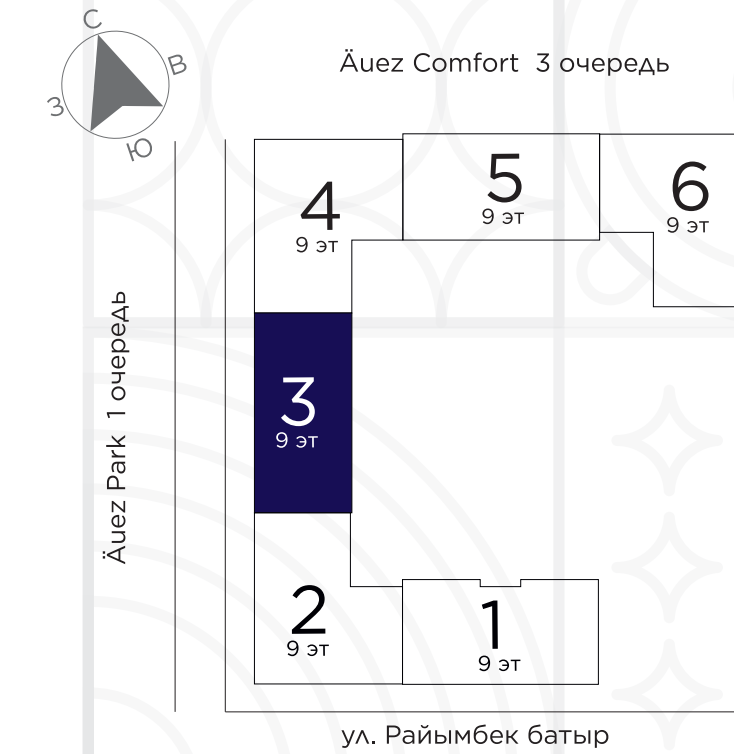 С
В
З
Ю
Äuez Comfort 3 очередь
4
9 эт
5
9 эт
6
9 эт
Äuez Park 1 очередь
3
9 эт
2
9 эт
1
9 эт
ул. Райымбек батыр